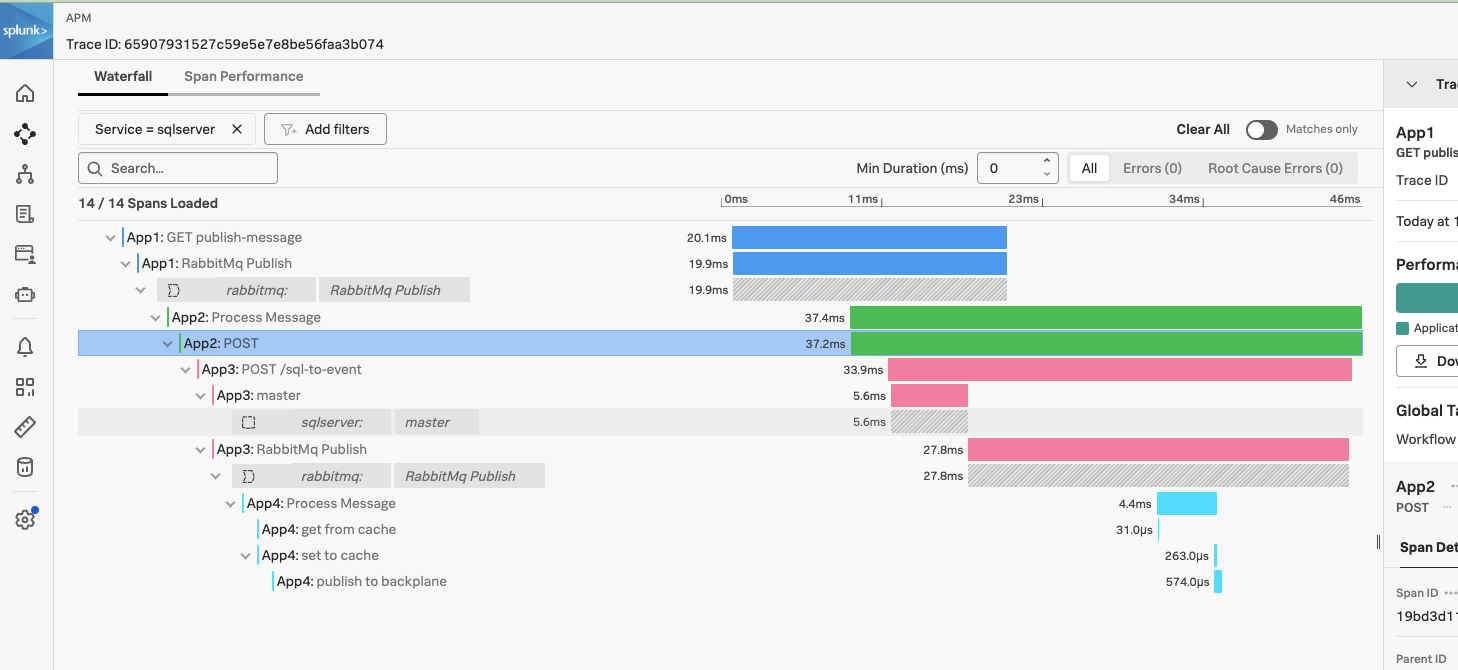 splunk>
APM
Trace ID: 65907931527c59e5e7e8be56faa3b074
Waterfall Span Performance
Service = sqlserver ✕ Add filters Clear All Matches only
Search... Min Duration (ms) 0 All Errors (0) Root Cause Errors (0)
14 / 14 Spans Loaded 0ms 11ms 23ms 34ms 46ms
App1: GET publish-message 20.1ms
App1: RabbitMq Publish 19.9ms
rabbitmq: RabbitMq Publish 19.9ms
App2: Process Message 37.4ms
App2: POST 37.2ms
App3: POST /sql-to-event 33.9ms
App3: master 5.6ms
sqlserver: master 5.6ms
App3: RabbitMq Publish 27.8ms
rabbitmq: RabbitMq Publish 27.8ms
App4: Process Message 4.4ms
App4: get from cache 31.0µs
App4: set to cache 263.0µs
App4: publish to backplane 574.0µs
Trac
App1
GET publis
Trace ID
Today at 1
Performa
Applicat
Dow
Global Ta
Workflow
App2
POST
Span Det
Span ID
19bd3d11
Parent ID